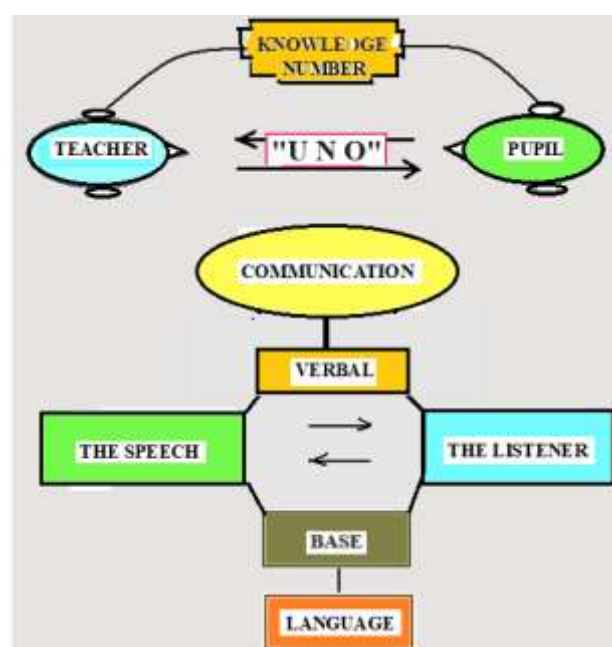 KNOWLEDGE
NUMBER
TEACHER
"U N O"
PUPIL
COMMUNICATION
VERBAL
THE SPEECH
THE LISTENER
BASE
LANGUAGE